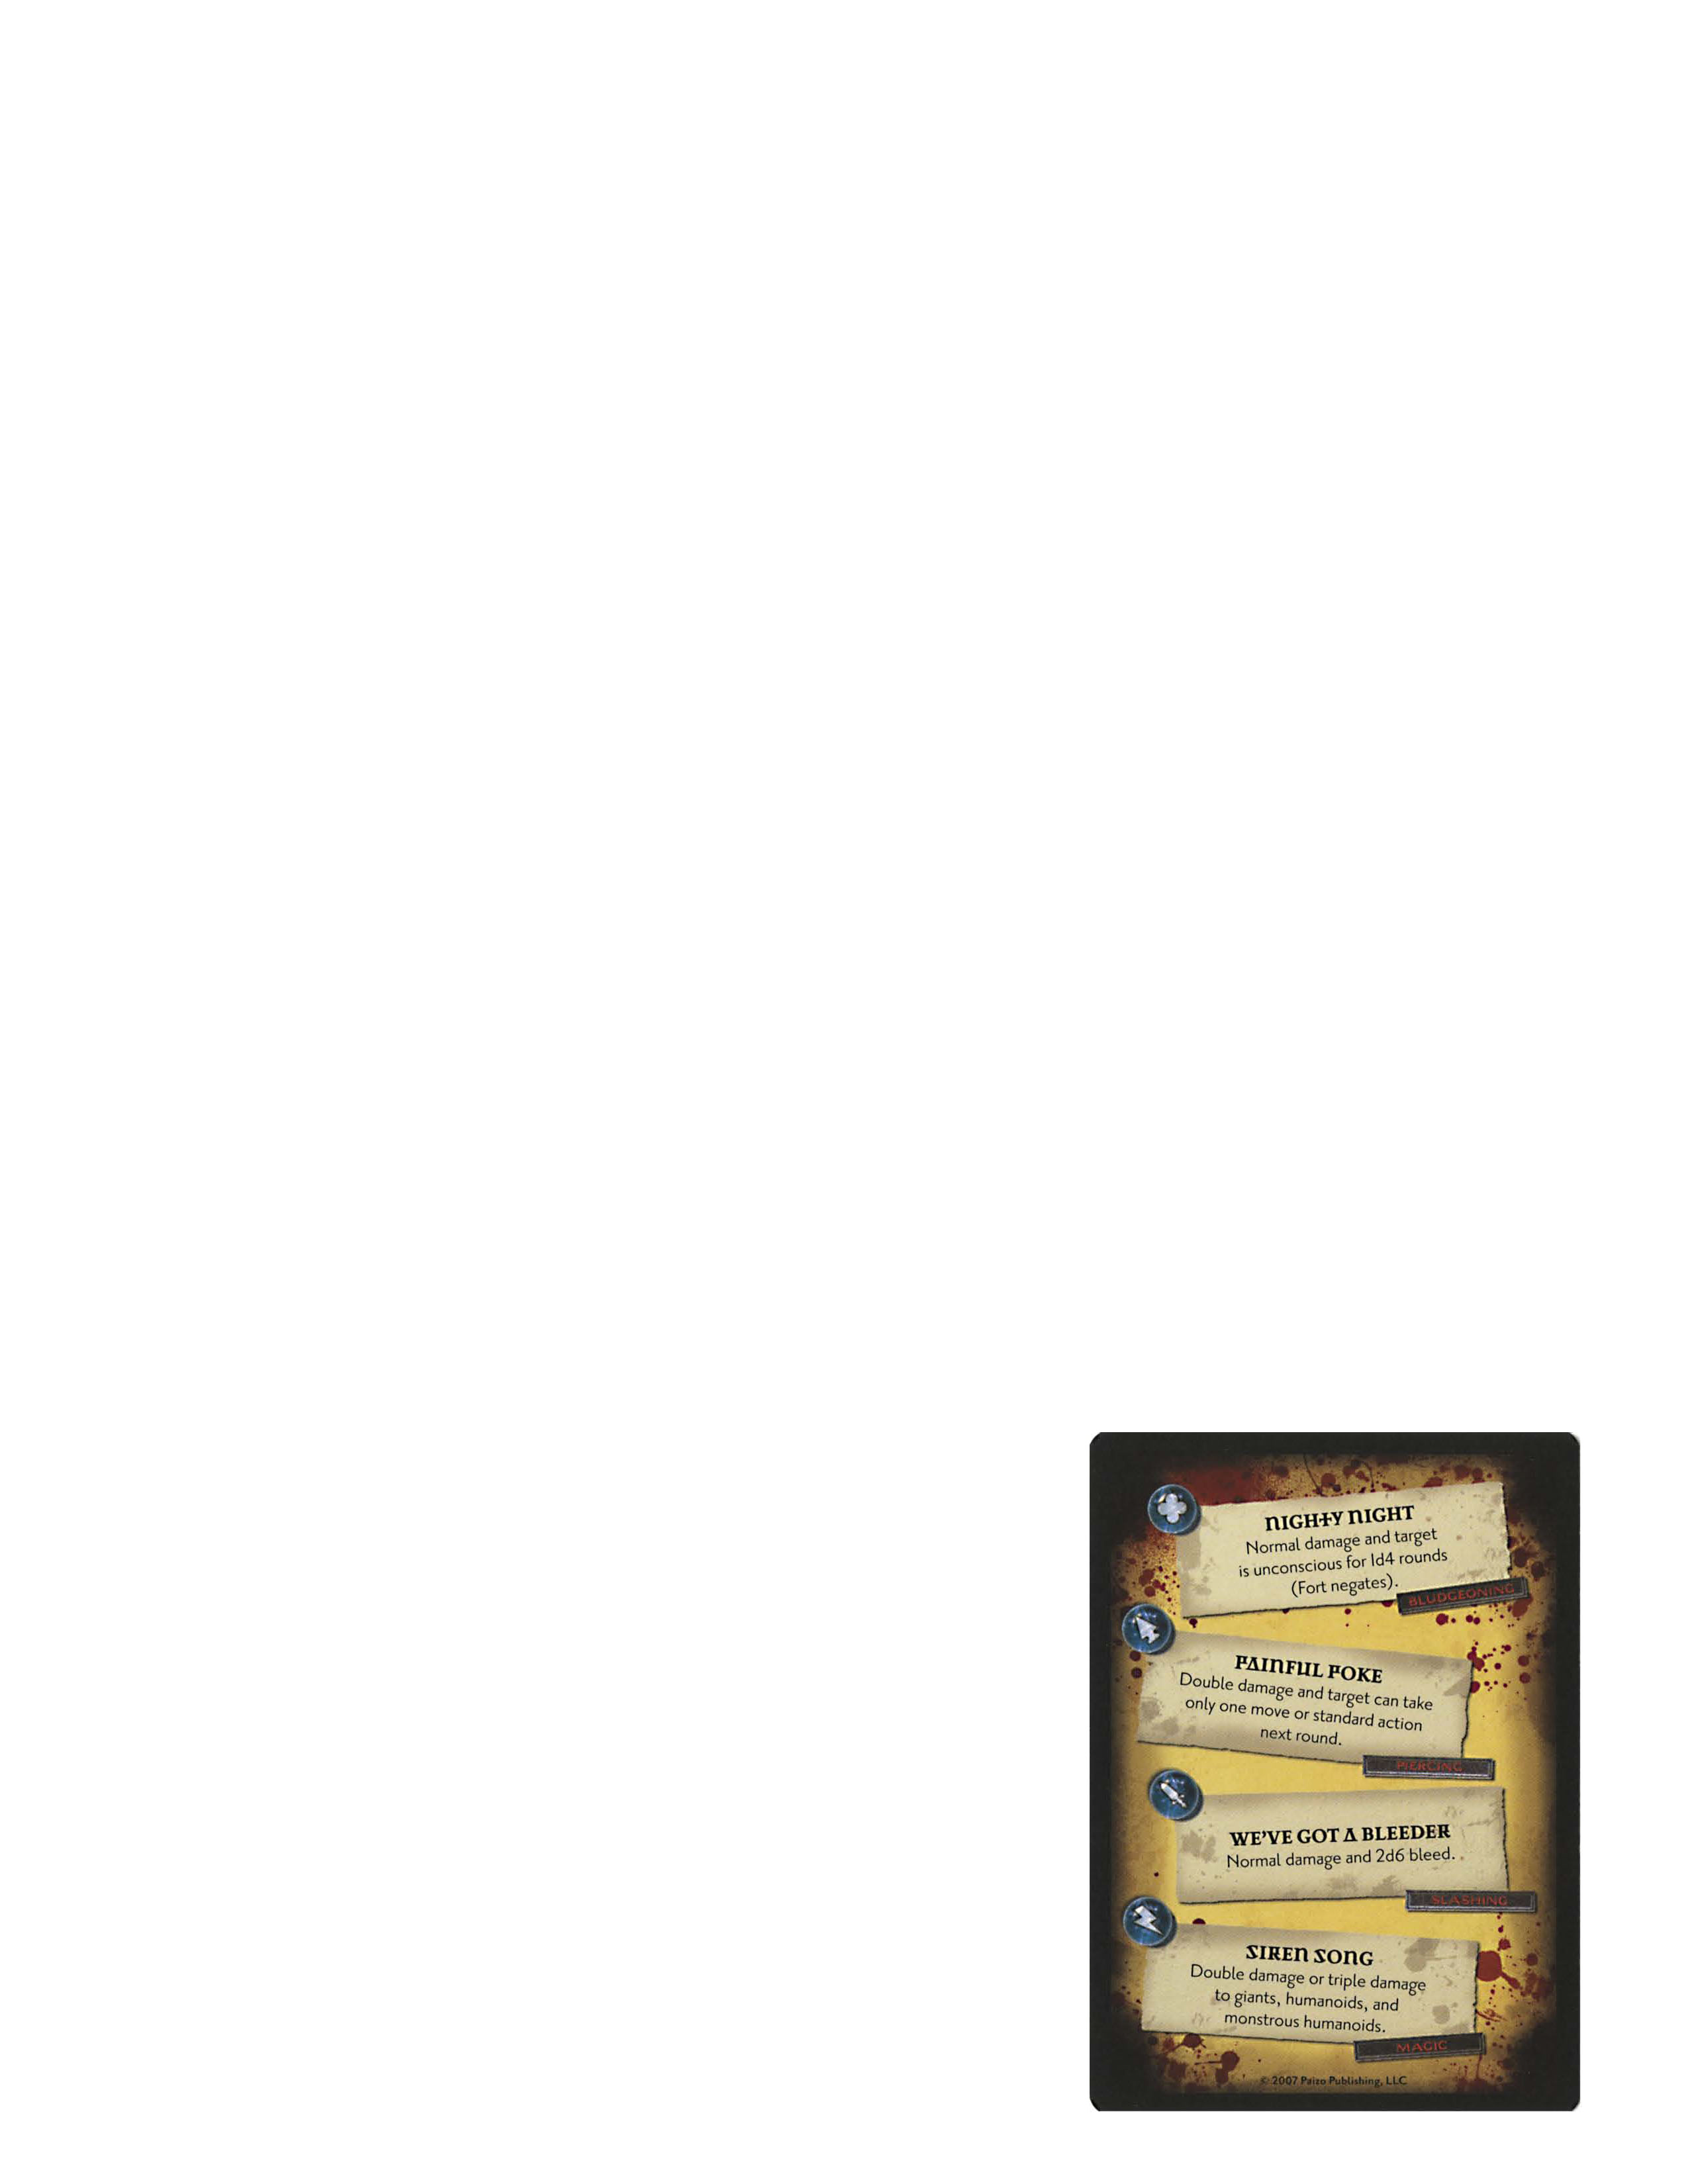 NIGHTY NIGHT
Normal damage and target
is unconscious for 1d4 rounds
(Fort negates).
BLUDGEONING
PAINFUL POKE
Double damage and target can take
only one move or standard action
next round.
PIERCING
WE'VE GOT A BLEEDER
Normal damage and 2d6 bleed.
SLASHING
SIREN SONG
Double damage or triple damage
to giants, humanoids, and
monstrous humanoids.
MAGIC
© 2007 Paizo Publishing, LLC